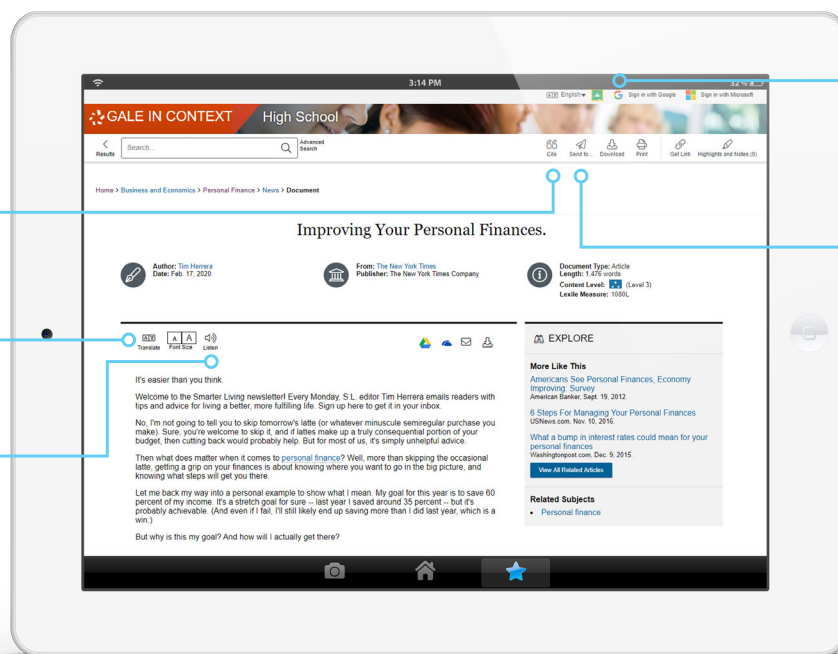 3:14 PM
52%
English
Sign in with Google
Sign in with Microsoft
GALE IN CONTEXT
High School
Results
Search...
Advanced
Search
Cite
Send to...
Download
Print
Get Link
Highlights and Notes (0)
Home > Business and Economics > Personal Finance > News > Document
Improving Your Personal Finances.
Author: Tim Herrera
Date: Feb. 17, 2020
From: The New York Times
Publisher: The New York Times Company
Document Type: Article
Length: 1,476 words
Content Level: (Level 3)
Lexile Measure: 1080L
Translate
A A
Font Size
Listen
It's easier than you think.
Welcome to the Smarter Living newsletter! Every Monday, S.L. editor Tim Herrera emails readers with
tips and advice for living a better, more fulfilling life. Sign up here to get it in your inbox.
No, I'm not going to tell you to skip tomorrow's latte (or whatever minuscule semiregular purchase you
make). Sure, you're welcome to skip it, and if lattes make up a truly consequential portion of your
budget, then cutting back would probably help. But for most of us, it's simply unhelpful advice.
Then what does matter when it comes to personal finance? Well, more than skipping the occasional
latte, getting a grip on your finances is about knowing where you want to go in the big picture, and
knowing what steps will get you there.
Let me back my way into a personal example to show what I mean. My goal for this year is to save 60
percent of my income. It's a stretch goal for sure -- last year I saved around 35 percent -- but it's
probably achievable. (And even if I fail, I'll still likely end up saving more than I did last year, which is a
win.)
But why is this my goal? And how will I actually get there?
EXPLORE
More Like This
Americans See Personal Finances, Economy
Improving: Survey
American Banker, Sept. 19, 2012.
6 Steps For Managing Your Personal Finances
USNews.com, Nov. 10, 2016.
What a bump in interest rates could mean for your
personal finances
Washingtonpost.com, Dec. 9, 2015.
View All Related Articles
Related Subjects
• Personal finance